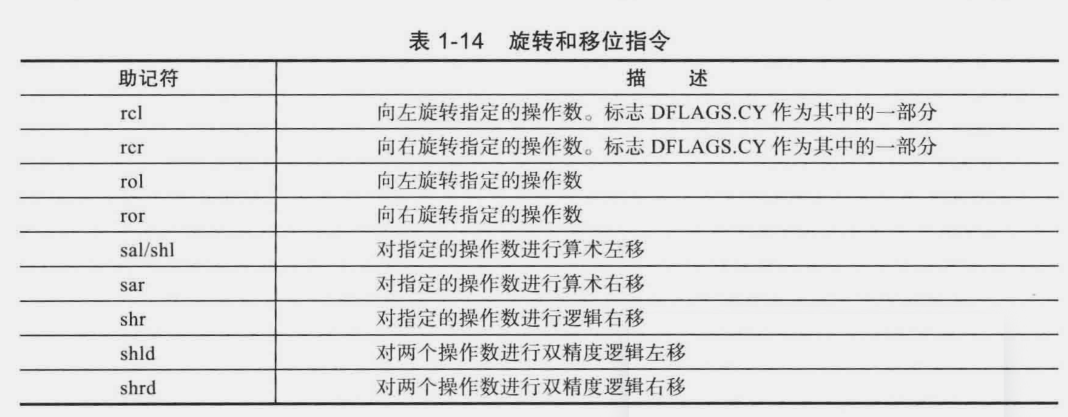 表 1-14 旋转和移位指令
助记符 描 述
rcl 向左旋转指定的操作数。标志 DFLAGS.CY 作为其中的一部分
rcr 向右旋转指定的操作数。标志 DFLAGS.CY 作为其中的一部分
rol 向左旋转指定的操作数
ror 向右旋转指定的操作数
sal/shl 对指定的操作数进行算术左移
sar 对指定的操作数进行算术右移
shr 对指定的操作数进行逻辑右移
shld 对两个操作数进行双精度逻辑左移
shrd 对两个操作数进行双精度逻辑右移